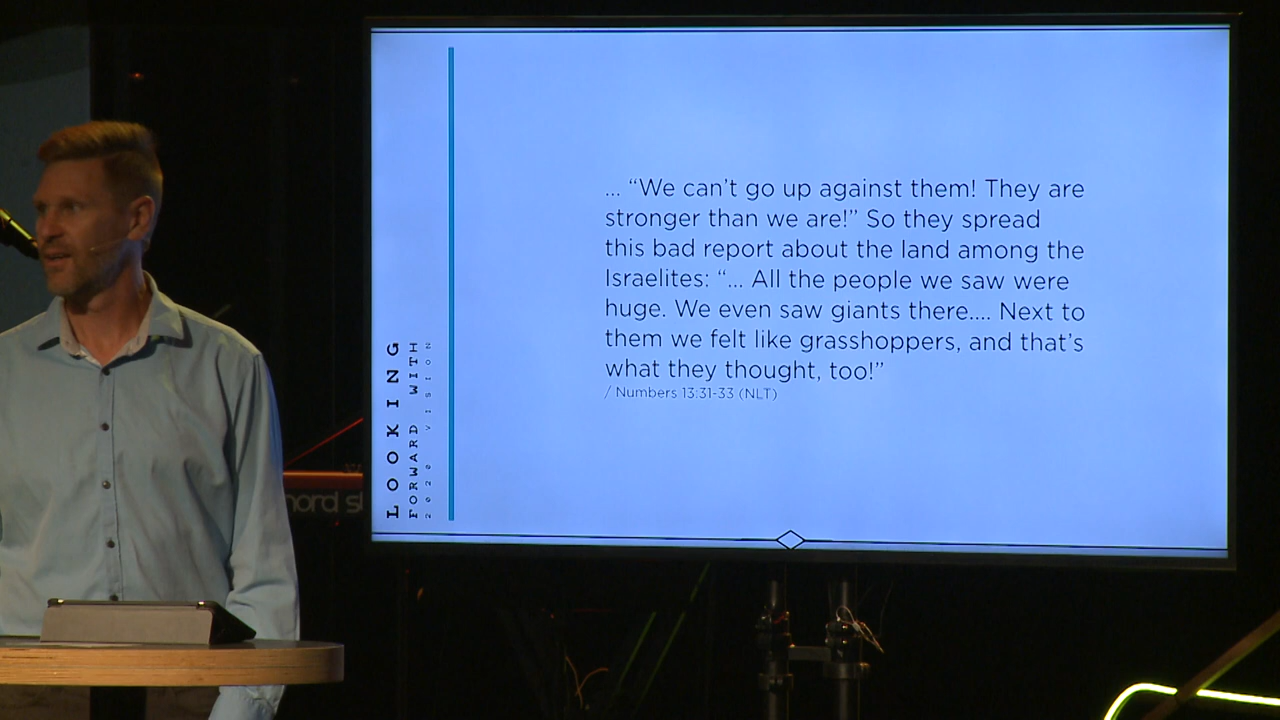 ... “We can’t go up against them! They are
stronger than we are!” So they spread
this bad report about the land among the
Israelites: “... All the people we saw were
huge. We even saw giants there.... Next to
them we felt like grasshoppers, and that’s
what they thought, too!”
/ Numbers 13:31-33 (NLT)
LOOKING
FORWARD WITH
2020 VISION